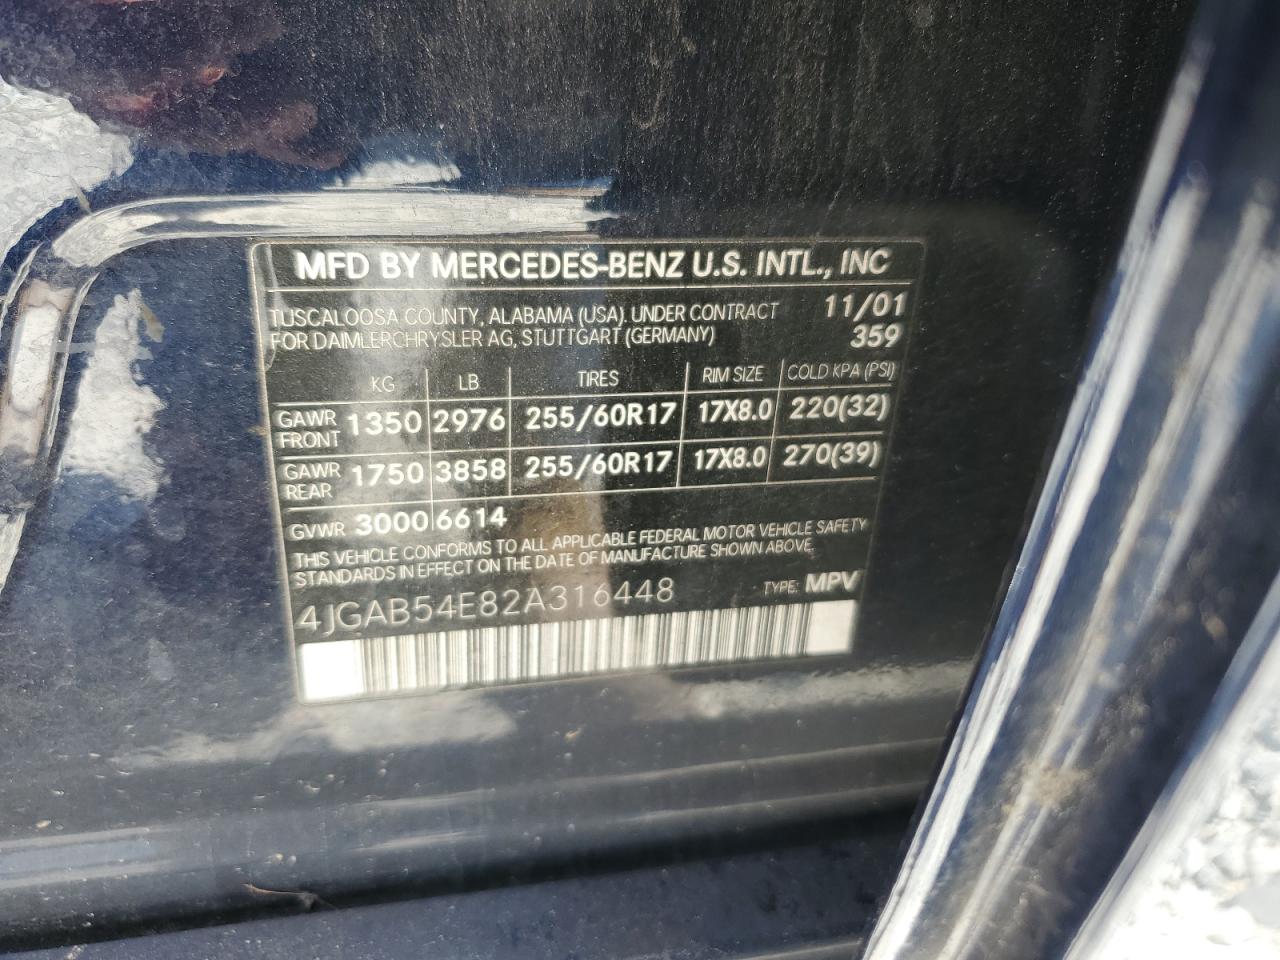 MFD BY MERCEDES-BENZ U.S. INTL., INC
TUSCALOOSA COUNTY, ALABAMA (USA). UNDER CONTRACT 11/01
FOR DAIMLERCHRYSLER AG, STUTTGART (GERMANY) 359
KG LB TIRES RIM SIZE COLD KPA (PSI)
GAWR FRONT 1350 2976 255/60R17 17X8.0 220(32)
GAWR REAR 1750 3858 255/60R17 17X8.0 270(39)
GVWR 3000 6614
THIS VEHICLE CONFORMS TO ALL APPLICABLE FEDERAL MOTOR VEHICLE SAFETY
STANDARDS IN EFFECT ON THE DATE OF MANUFACTURE SHOWN ABOVE.
4JGAB54E82A316448 TYPE: MPV